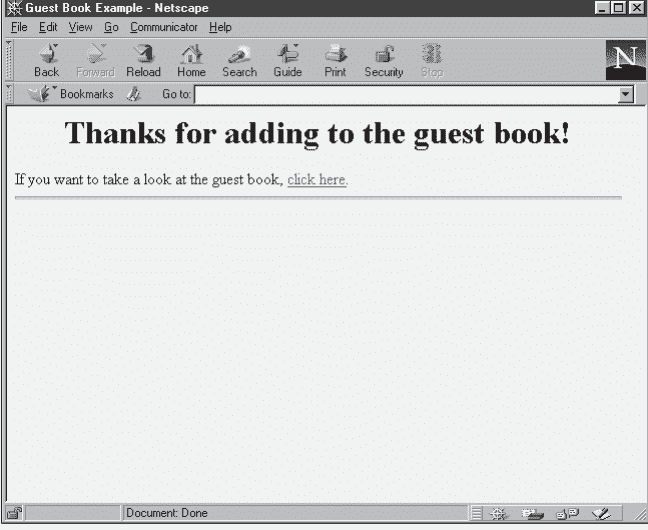 Guest Book Example - Netscape
File Edit View Go Communicator Help
Back Forward Reload Home Search Guide Print Security Stop
N
Bookmarks Go to:
Thanks for adding to the guest book!
If you want to take a look at the guest book, click here.
Document: Done